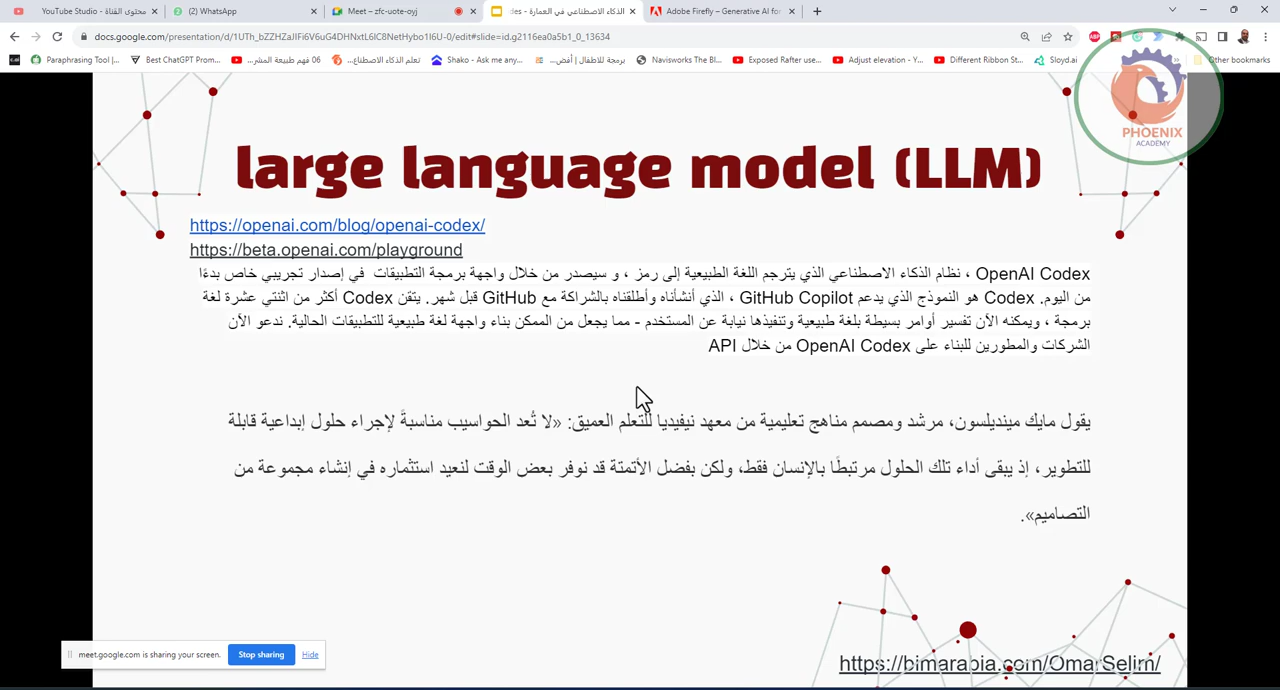 YouTube Studio - محتوى القناة
(2) WhatsApp
Meet – zfc-uote-oyj
الذكاء الاصطناعي في العمارة - des
Adobe Firefly – Generative AI for
docs.google.com/presentation/d/1UTh_bZZHZaJIFi6V6uG4DHNxtL6lC8NetHybo1I6U-0/edit#slide=id.g2116ea0a5b1_0_13634
Paraphrasing Tool |...
Best ChatGPT Prom...
06 فهم طبيعة المشر...
تعلم الذكاء الاصطناع...
Shako - Ask me any...
برمجة للاطفال | أفض...
Navisworks The Bl...
Exposed Rafter use...
Adjust elevation - Y...
Different Ribbon St...
Sloyd.ai
»
Other bookmarks
PHOENIX
ACADEMY
large language model (LLM)
https://openai.com/blog/openai-codex/
https://beta.openai.com/playground
OpenAI Codex ، نظام الذكاء الاصطناعي الذي يترجم اللغة الطبيعية إلى رمز ، و سيصدر من خلال واجهة برمجة التطبيقات في إصدار تجريبي خاص بدءًا
من اليوم. Codex هو النموذج الذي يدعم GitHub Copilot ، الذي أنشأناه وأطلقناه بالشراكة مع GitHub قبل شهر. يتقن Codex أكثر من اثنتي عشرة لغة
برمجة ، ويمكنه الآن تفسير أوامر بسيطة بلغة طبيعية وتنفيذها نيابة عن المستخدم - مما يجعل من الممكن بناء واجهة لغة طبيعية للتطبيقات الحالية. ندعو الآن
الشركات والمطورين للبناء على OpenAI Codex من خلال API
يقول مايك مينديلسون، مرشد ومصمم مناهج تعليمية من معهد نيفيديا للتعلم العميق: «لا تُعد الحواسيب مناسبةً لإجراء حلول إبداعية قابلة
للتطوير، إذ يبقى أداء تلك الحلول مرتبطًا بالإنسان فقط، ولكن بفضل الأتمتة قد نوفر بعض الوقت لنعيد استثماره في إنشاء مجموعة من
التصاميم».
meet.google.com is sharing your screen.
Stop sharing
Hide
https://bimarabia.com/OmarSelim/